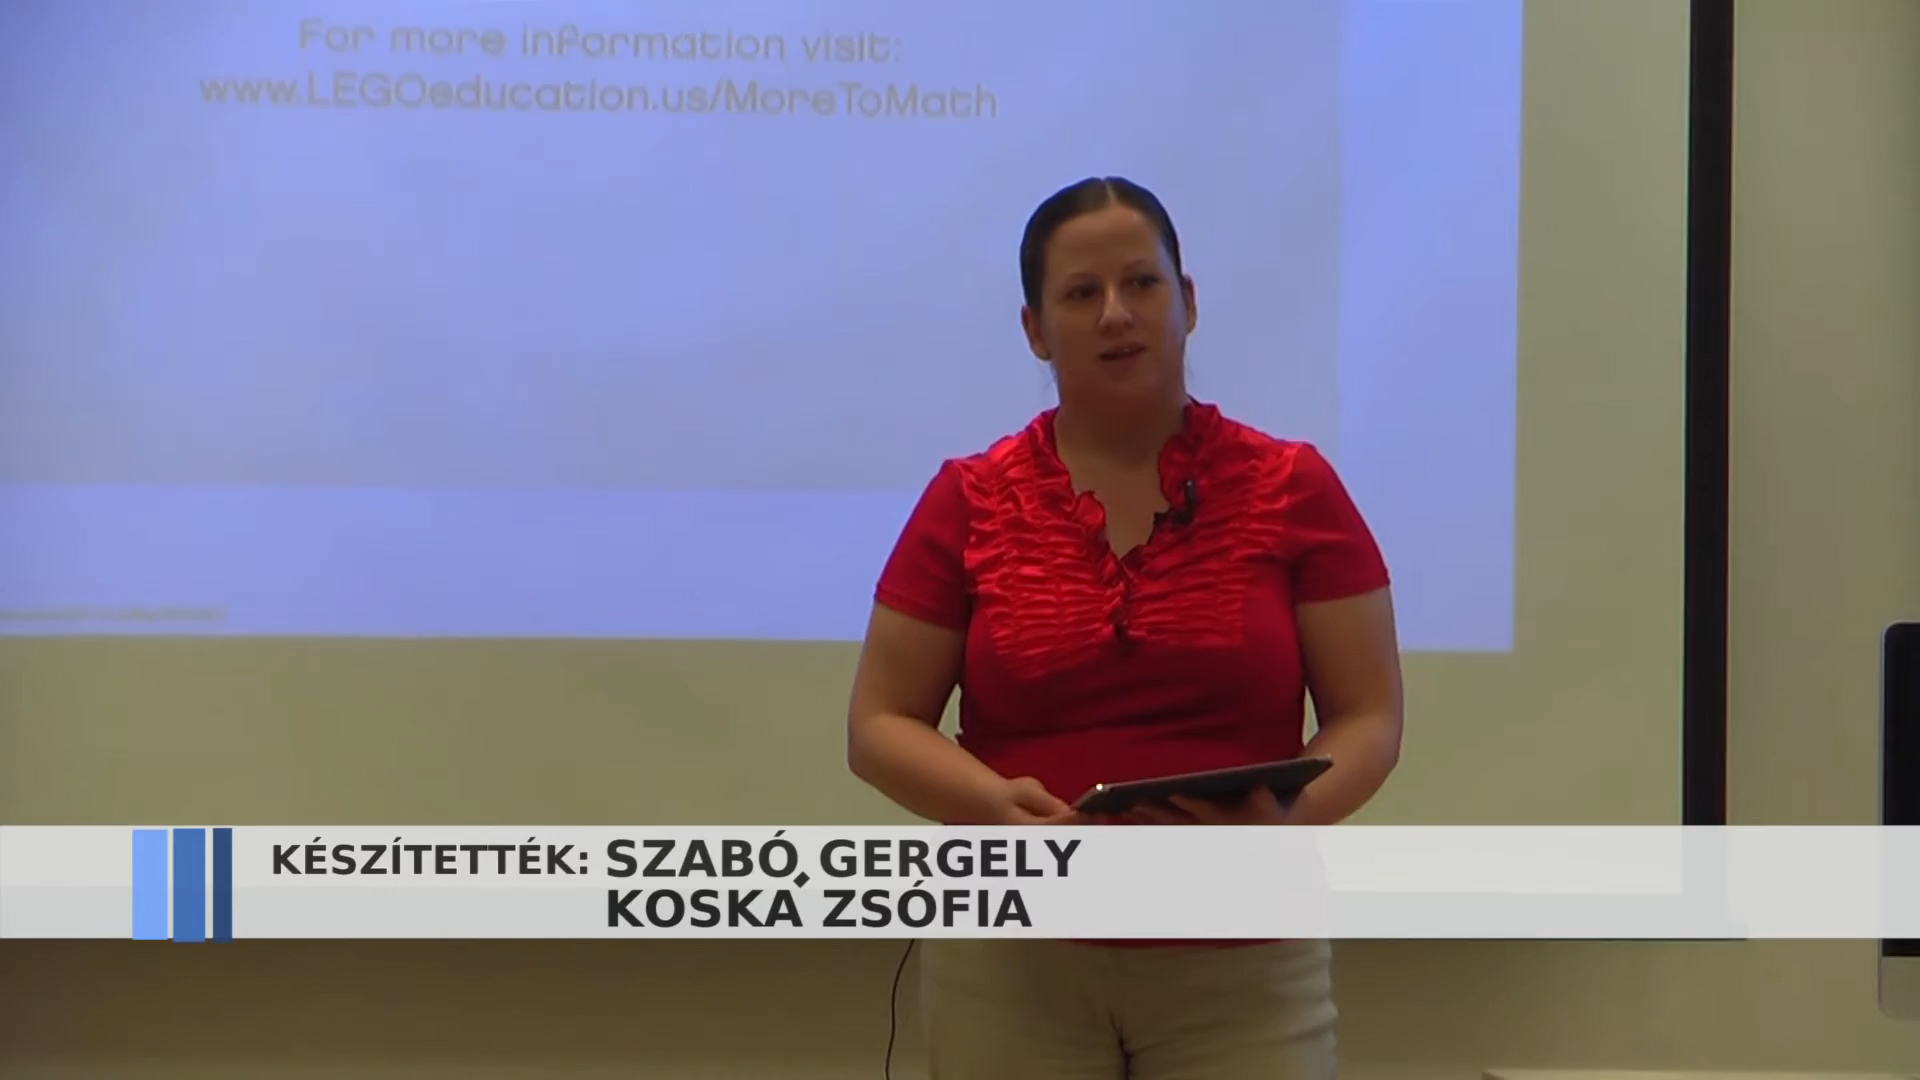 For more information visit:
www.LEGOeducation.us/MoreToMath
KÉSZÍTETTÉK: SZABÓ GERGELY
KOSKA ZSÓFIA